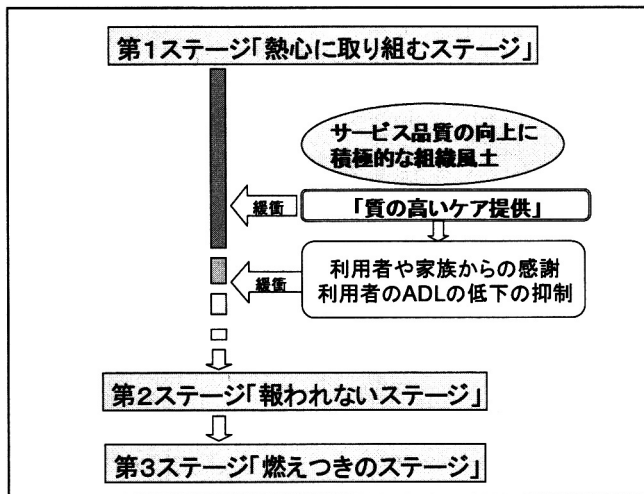 第1ステージ「熱心に取り組むステージ」
サービス品質の向上に
積極的な組織風土
緩衝
「質の高いケア提供」
緩衝
利用者や家族からの感謝
利用者のADLの低下の抑制
第2ステージ「報われないステージ」
第3ステージ「燃えつきのステージ」